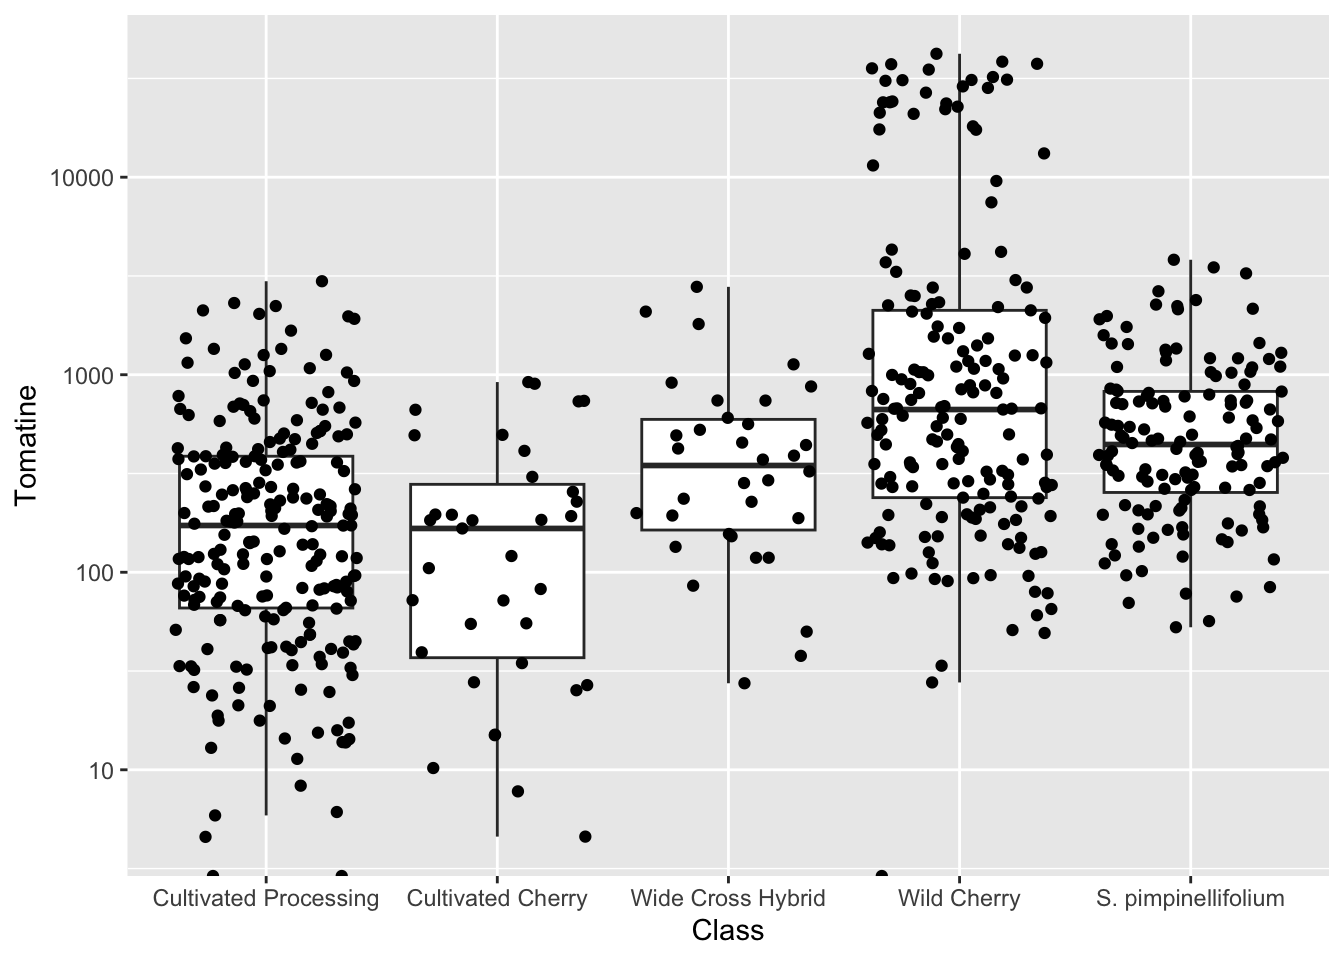 Tomatine
10000
1000
100
10
Cultivated Processing
Cultivated Cherry
Wide Cross Hybrid
Wild Cherry
S. pimpinellifolium
Class